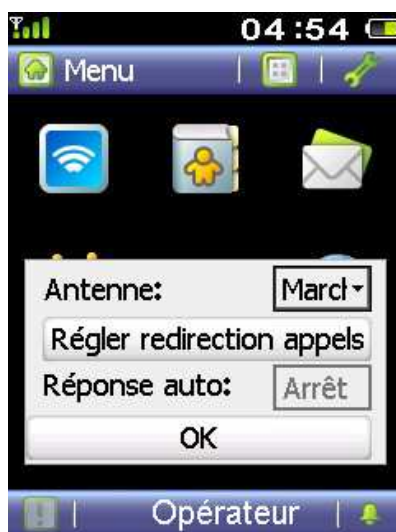 04:54
Menu
Antenne:
Marcl
Régler redirection appels
Réponse auto:
Arrêt
OK
Opérateur